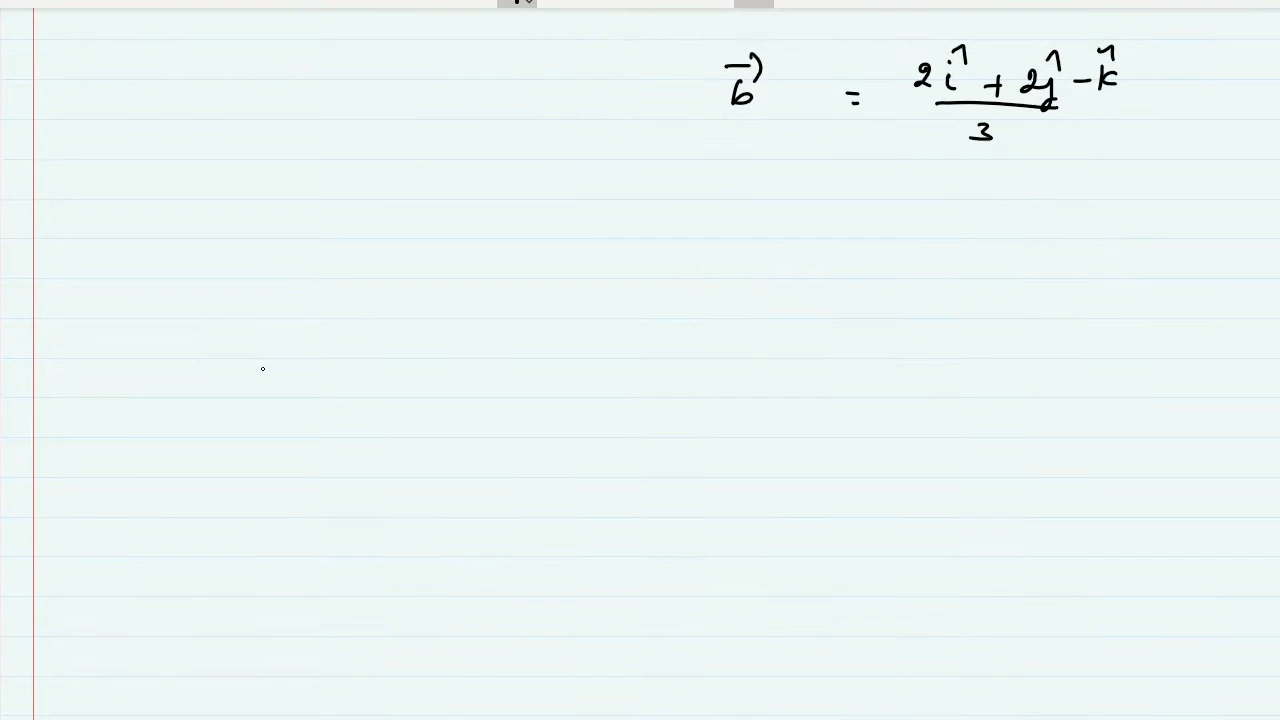 b⃗ = (2î + 2ĵ - k̂)/3